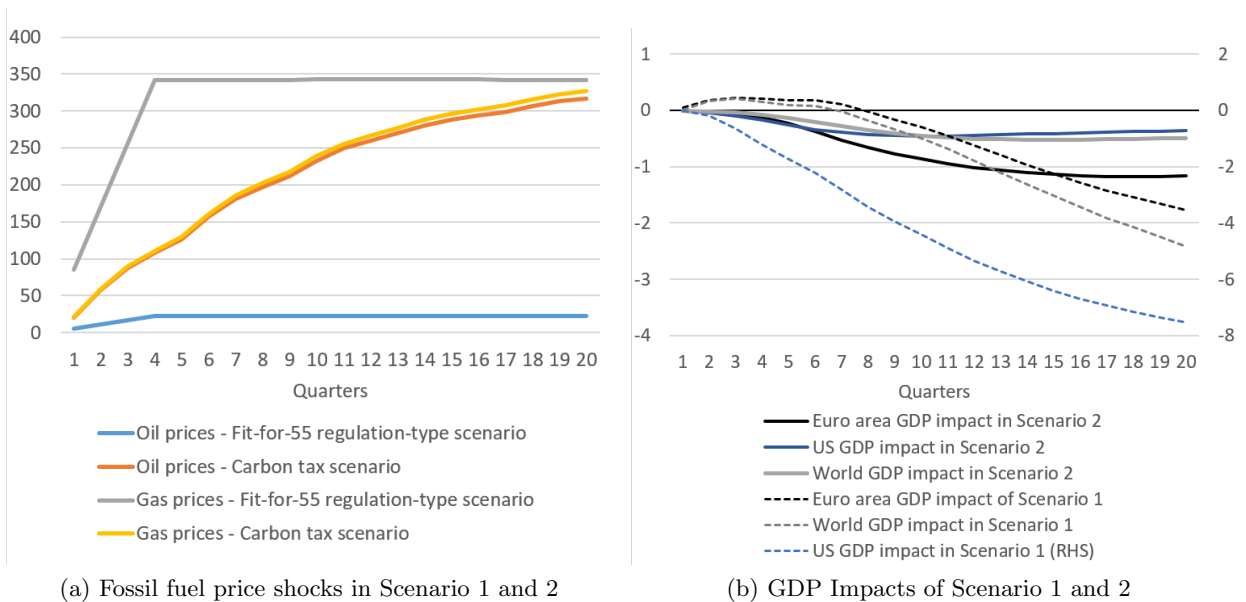 400
350
300
250
200
150
100
50
0
1 2 3 4 5 6 7 8 9 10 11 12 13 14 15 16 17 18 19 20
Quarters
Oil prices - Fit-for-55 regulation-type scenario
Oil prices - Carbon tax scenario
Gas prices - Fit-for-55 regulation-type scenario
Gas prices - Carbon tax scenario
(a) Fossil fuel price shocks in Scenario 1 and 2
1 2
0 0
-1 -2
-2 -4
-3 -6
-4 -8
1 2 3 4 5 6 7 8 9 10 11 12 13 14 15 16 17 18 19 20
Quarters
Euro area GDP impact in Scenario 2
US GDP impact in Scenario 2
World GDP impact in Scenario 2
Euro area GDP impact of Scenario 1
World GDP impact in Scenario 1
US GDP impact in Scenario 1 (RHS)
(b) GDP Impacts of Scenario 1 and 2